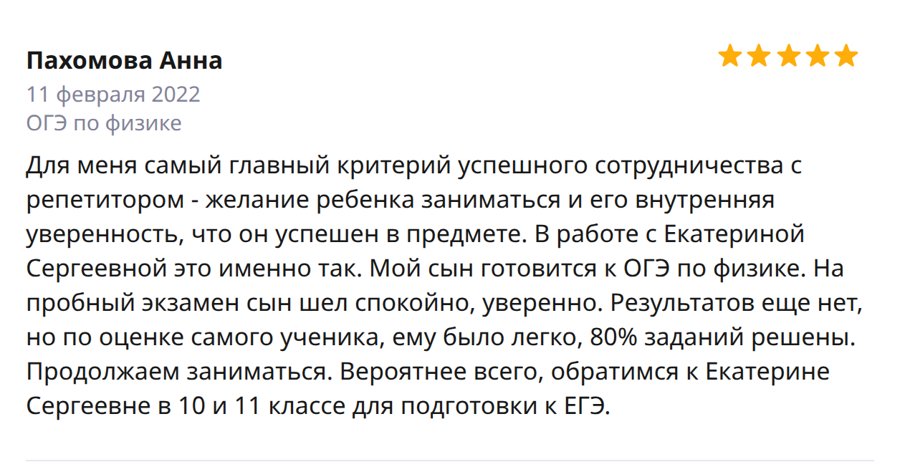 Пахомова Анна
11 февраля 2022
ОГЭ по физике
Для меня самый главный критерий успешного сотрудничества с
репетитором - желание ребенка заниматься и его внутренняя
уверенность, что он успешен в предмете. В работе с Екатериной
Сергеевной это именно так. Мой сын готовится к ОГЭ по физике. На
пробный экзамен сын шел спокойно, уверенно. Результатов еще нет,
но по оценке самого ученика, ему было легко, 80% заданий решены.
Продолжаем заниматься. Вероятнее всего, обратимся к Екатерине
Сергеевне в 10 и 11 классе для подготовки к ЕГЭ.